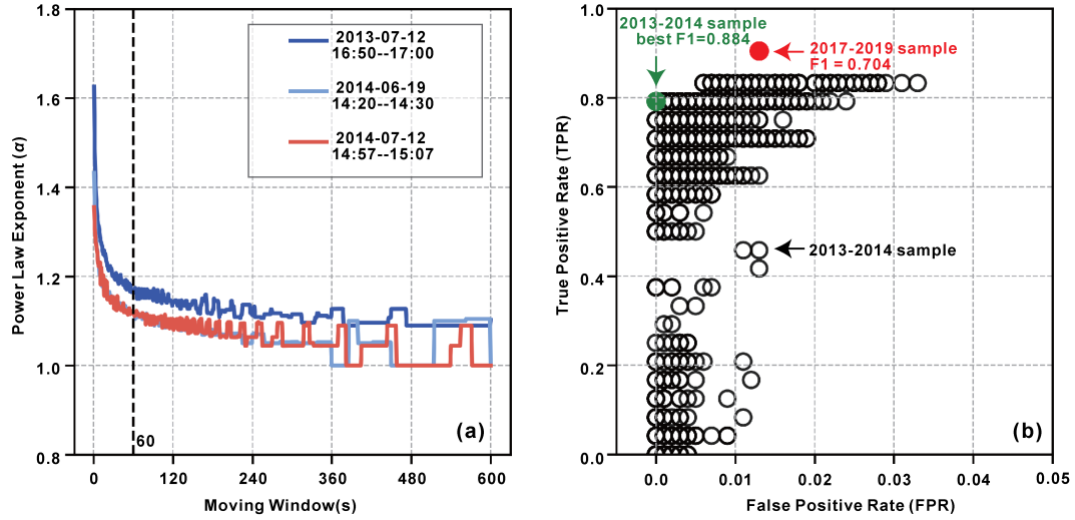 2013-07-12
16:50--17:00
2014-06-19
14:20--14:30
2014-07-12
14:57--15:07
1.8
1.6
1.4
1.2
1.0
0.8
Power Law Exponent (α)
60
(a)
0
120
240
360
480
600
Moving Window(s)
2013-2014 sample
best F1=0.884
2017-2019 sample
F1 = 0.704
2013-2014 sample
1.0
0.8
0.6
0.4
0.2
0.0
True Positive Rate (TPR)
(b)
0.0
0.01
0.02
0.03
0.04
0.05
False Positive Rate (FPR)